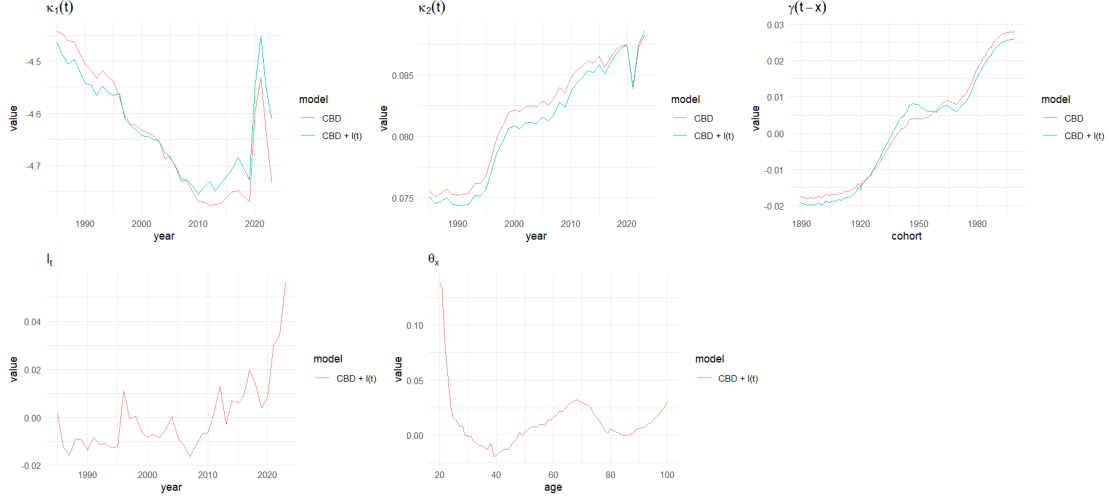 κ₁(t)
value
-4.5
-4.6
-4.7
1990
2000
2010
2020
year
model
CBD
CBD + I(t)
κ₂(t)
value
0.085
0.080
0.075
1990
2000
2010
2020
year
model
CBD
CBD + I(t)
γ(t−x)
value
0.03
0.02
0.01
0.00
-0.01
-0.02
1890
1920
1950
1980
cohort
model
CBD
CBD + I(t)
Iₜ
value
0.04
0.02
0.00
-0.02
1990
2000
2010
2020
year
model
CBD + I(t)
θₓ
value
0.10
0.05
0.00
20
40
60
80
100
age
model
CBD + I(t)